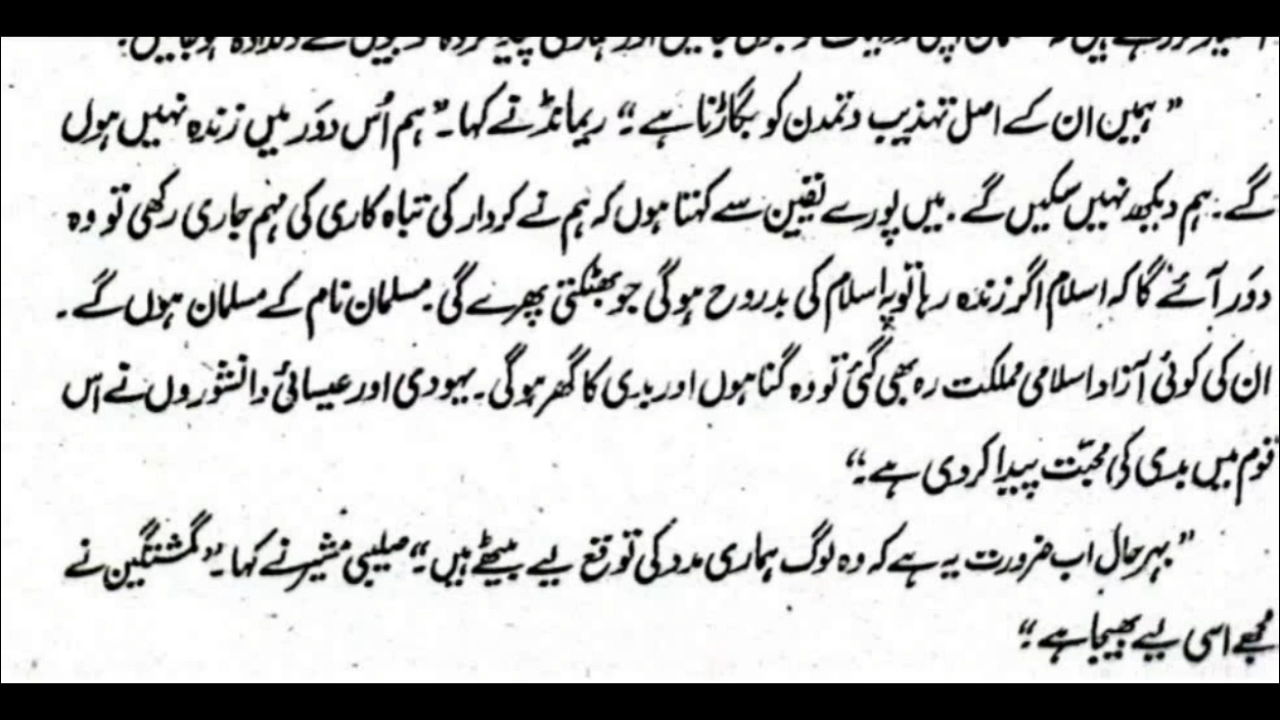 ”ہمیں ان کے اصل تہذیب و تمدن کو بگاڑنا ہے“ ریمانڈ نے کہا۔”ہم اُس دَور میں زندہ نہیں ہوں
گے۔ ہم دیکھ نہیں سکیں گے۔ میں پورے یقین سے کہتا ہوں کہ ہم نے کردار کی تباہ کاری کی مہم جاری رکھی تو وہ
دَور آئے گا کہ اسلام اگر زندہ رہا تو یہ اسلام کی بدروح ہوگی جو بھٹکتی پھرے گی۔ مسلمان نام کے مسلمان ہوں گے۔
ان کی کوئی آزاد اسلامی مملکت رہ بھی گئی تو وہ گناہوں اور بدی کا گھر ہوگی۔ یہودی اور عیسائی دانشوروں نے اس
قوم میں بدی کی محبّت پیدا کر دی ہے۔“
”بہرحال اب ضرورت یہ ہے کہ وہ لوگ ہماری مدد کی توقع لیے بیٹھے ہیں۔“ صلیبی مشیر نے کہا۔”گمشتگین نے
مجھے اسی لیے بھیجا ہے۔“